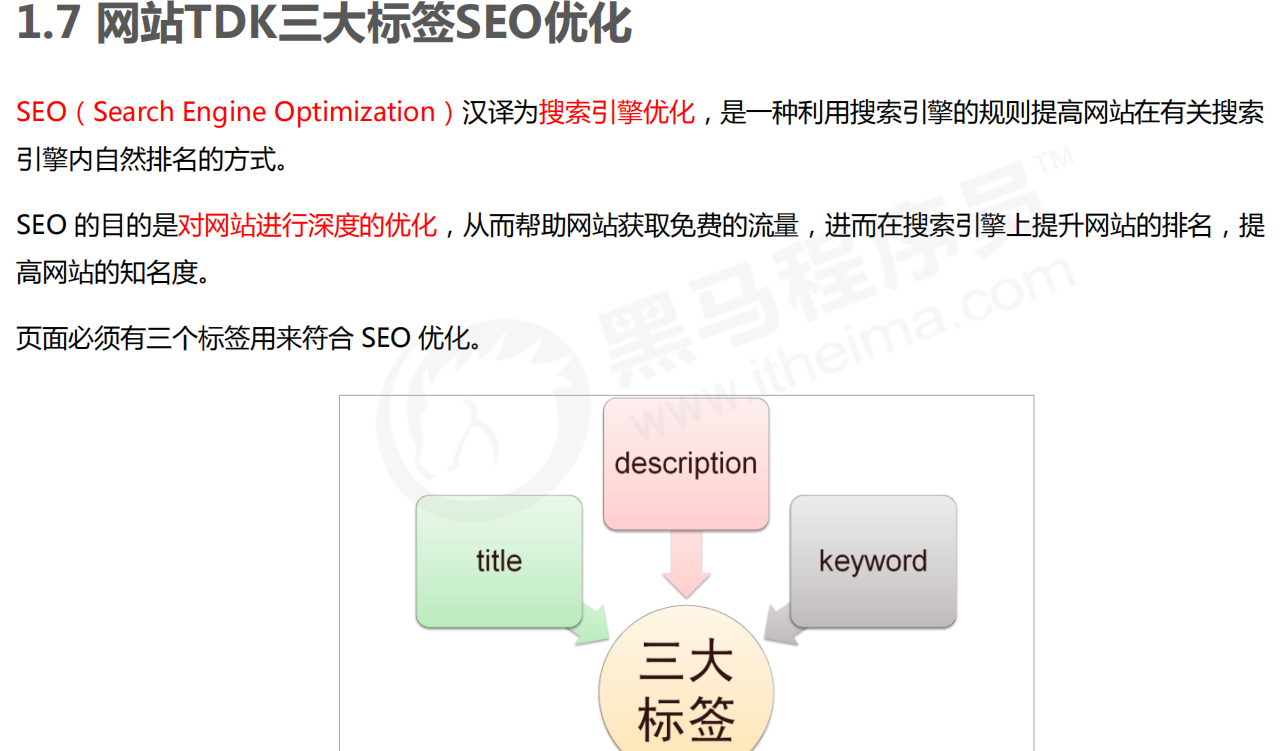 1.7 网站TDK三大标签SEO优化
SEO（Search Engine Optimization）汉译为搜索引擎优化，是一种利用搜索引擎的规则提高网站在有关搜索
引擎内自然排名的方式。
SEO 的目的是对网站进行深度的优化，从而帮助网站获取免费的流量，进而在搜索引擎上提升网站的排名，提
高网站的知名度。
页面必须有三个标签用来符合 SEO 优化。
黑马程序员TM
www.itheima.com
description
title
keyword
三大
标签